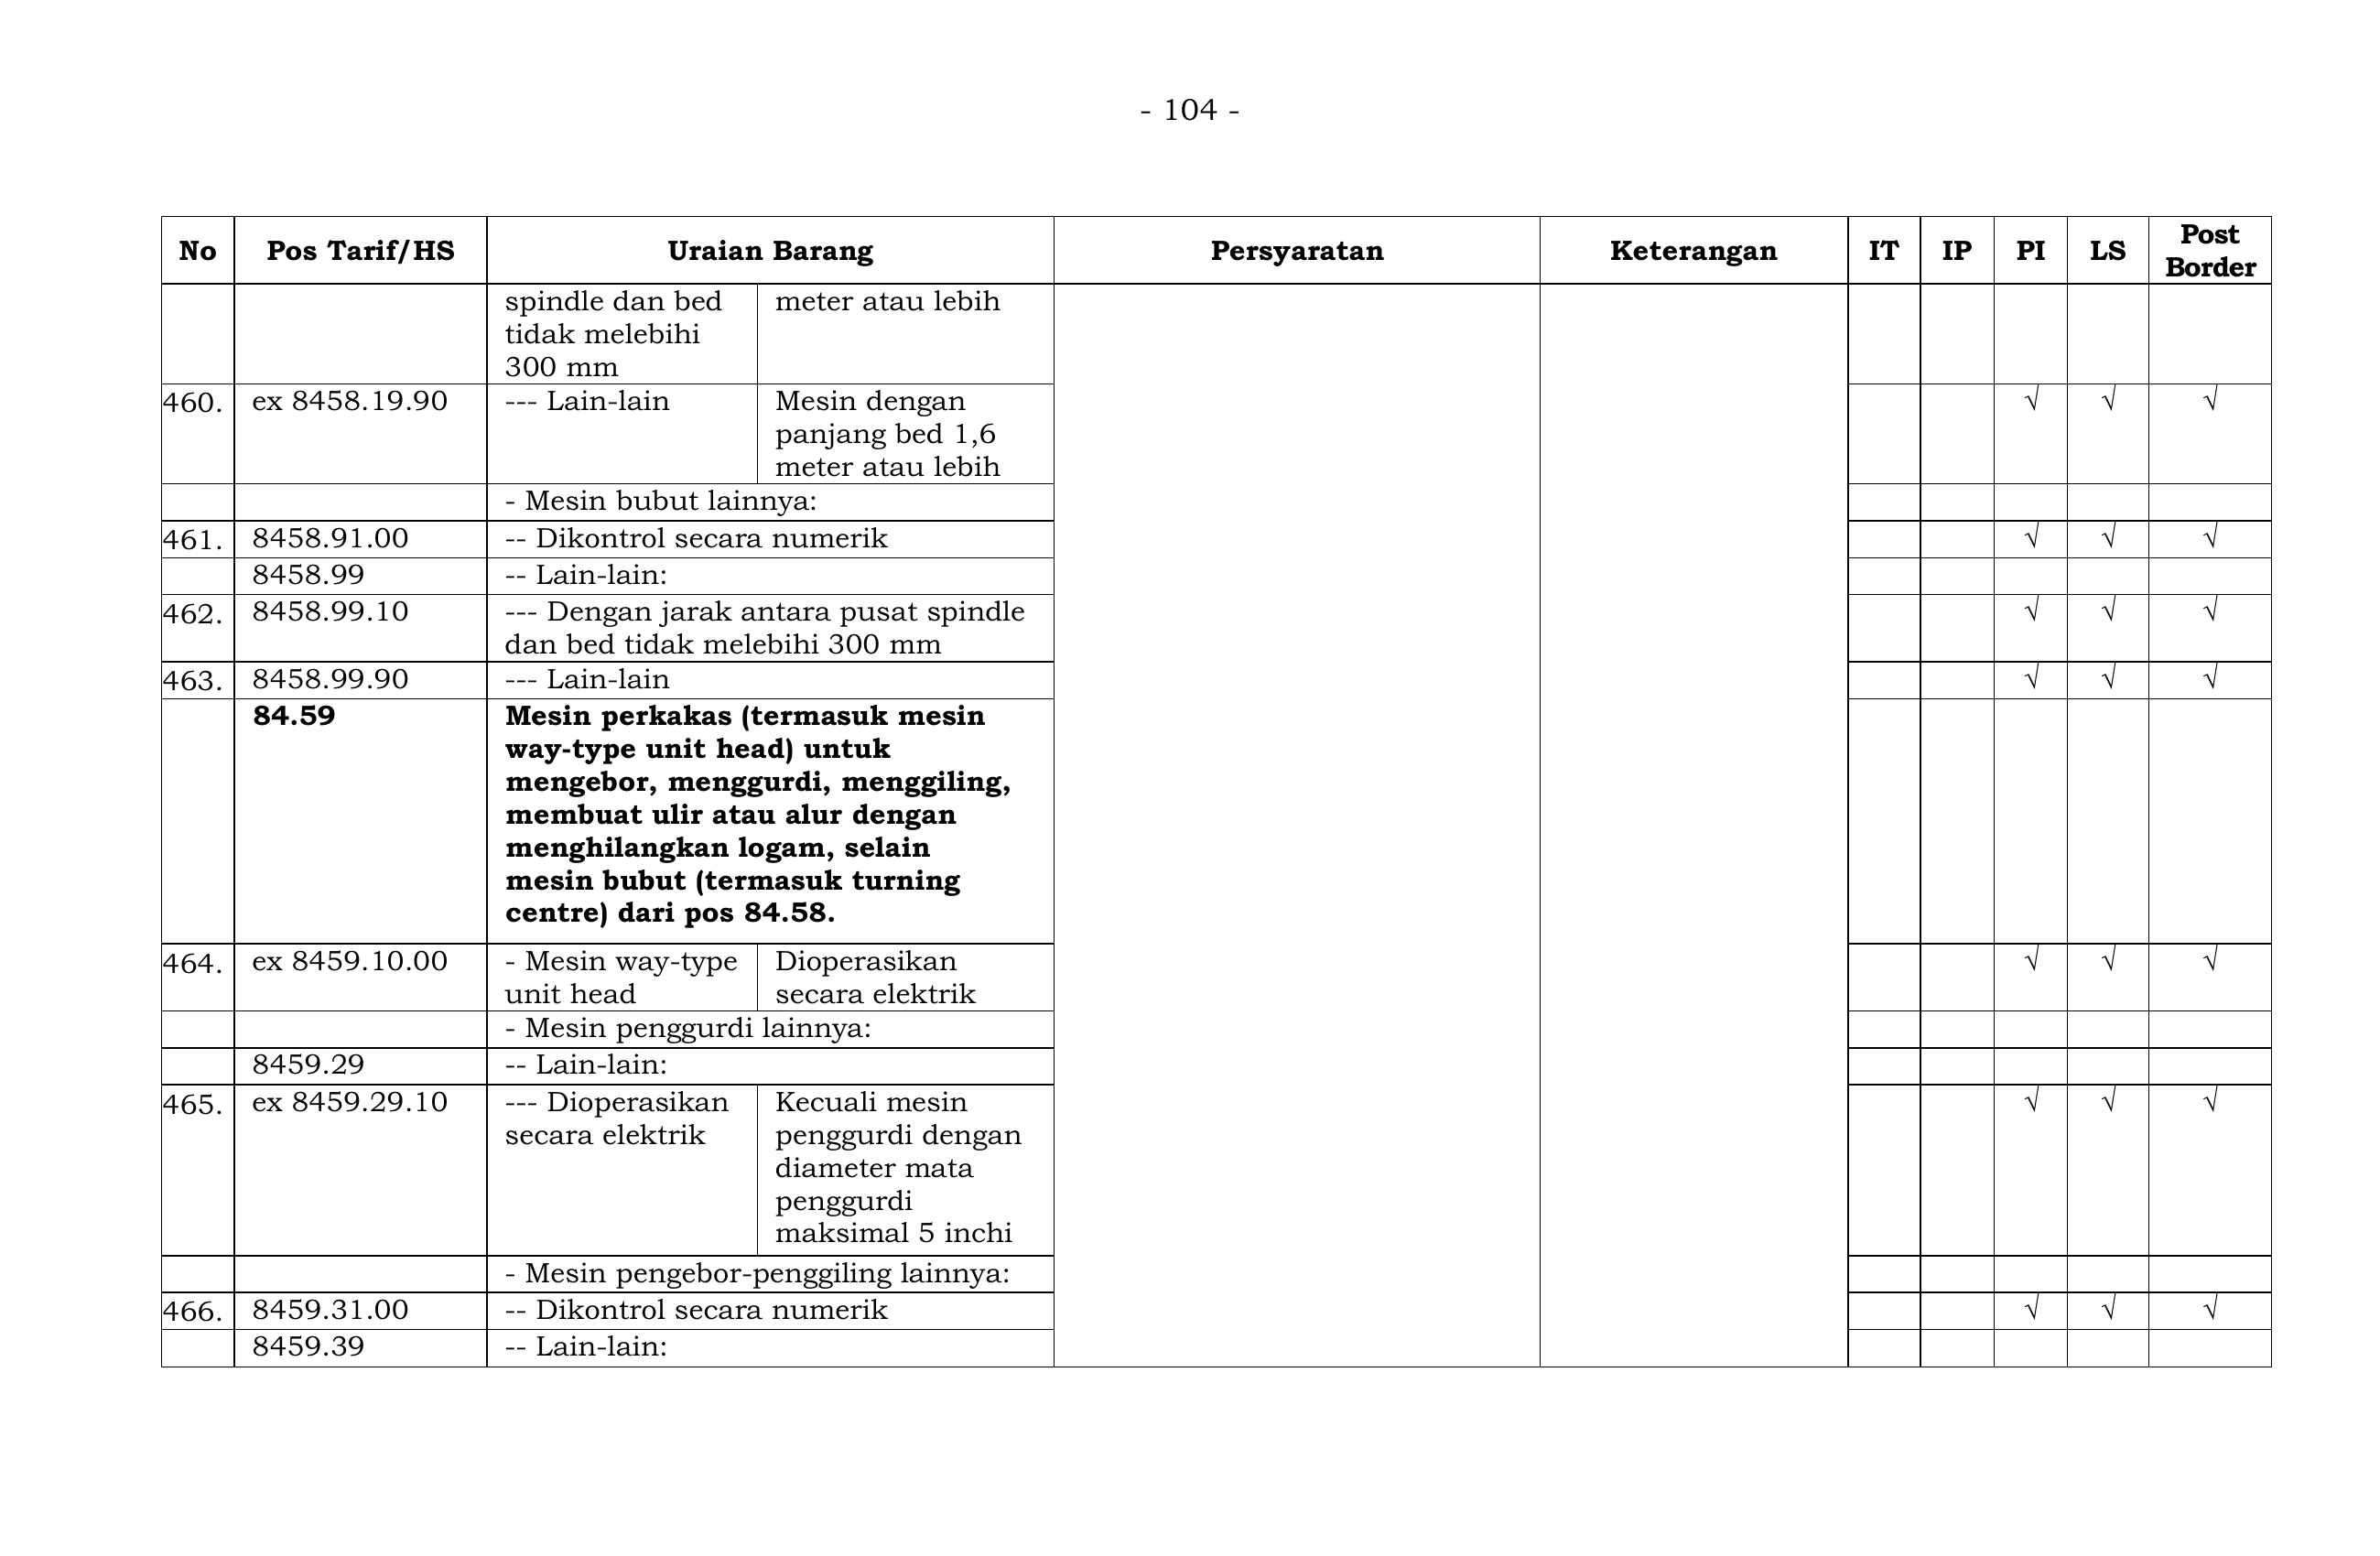 - 104 -
No Pos Tarif/HS Uraian Barang Persyaratan Keterangan IT IP PI LS Post Border
spindle dan bed meter atau lebih
tidak melebihi
300 mm
460. ex 8458.19.90 --- Lain-lain Mesin dengan √ √ √
panjang bed 1,6
meter atau lebih
- Mesin bubut lainnya:
461. 8458.91.00 -- Dikontrol secara numerik √ √ √
8458.99 -- Lain-lain:
462. 8458.99.10 --- Dengan jarak antara pusat spindle √ √ √
dan bed tidak melebihi 300 mm
463. 8458.99.90 --- Lain-lain √ √ √
84.59 Mesin perkakas (termasuk mesin
way-type unit head) untuk
mengebor, menggurdi, menggiling,
membuat ulir atau alur dengan
menghilangkan logam, selain
mesin bubut (termasuk turning
centre) dari pos 84.58.
464. ex 8459.10.00 - Mesin way-type Dioperasikan √ √ √
unit head secara elektrik
- Mesin penggurdi lainnya:
8459.29 -- Lain-lain:
465. ex 8459.29.10 --- Dioperasikan Kecuali mesin √ √ √
secara elektrik penggurdi dengan
diameter mata
penggurdi
maksimal 5 inchi
- Mesin pengebor-penggiling lainnya:
466. 8459.31.00 -- Dikontrol secara numerik √ √ √
8459.39 -- Lain-lain: